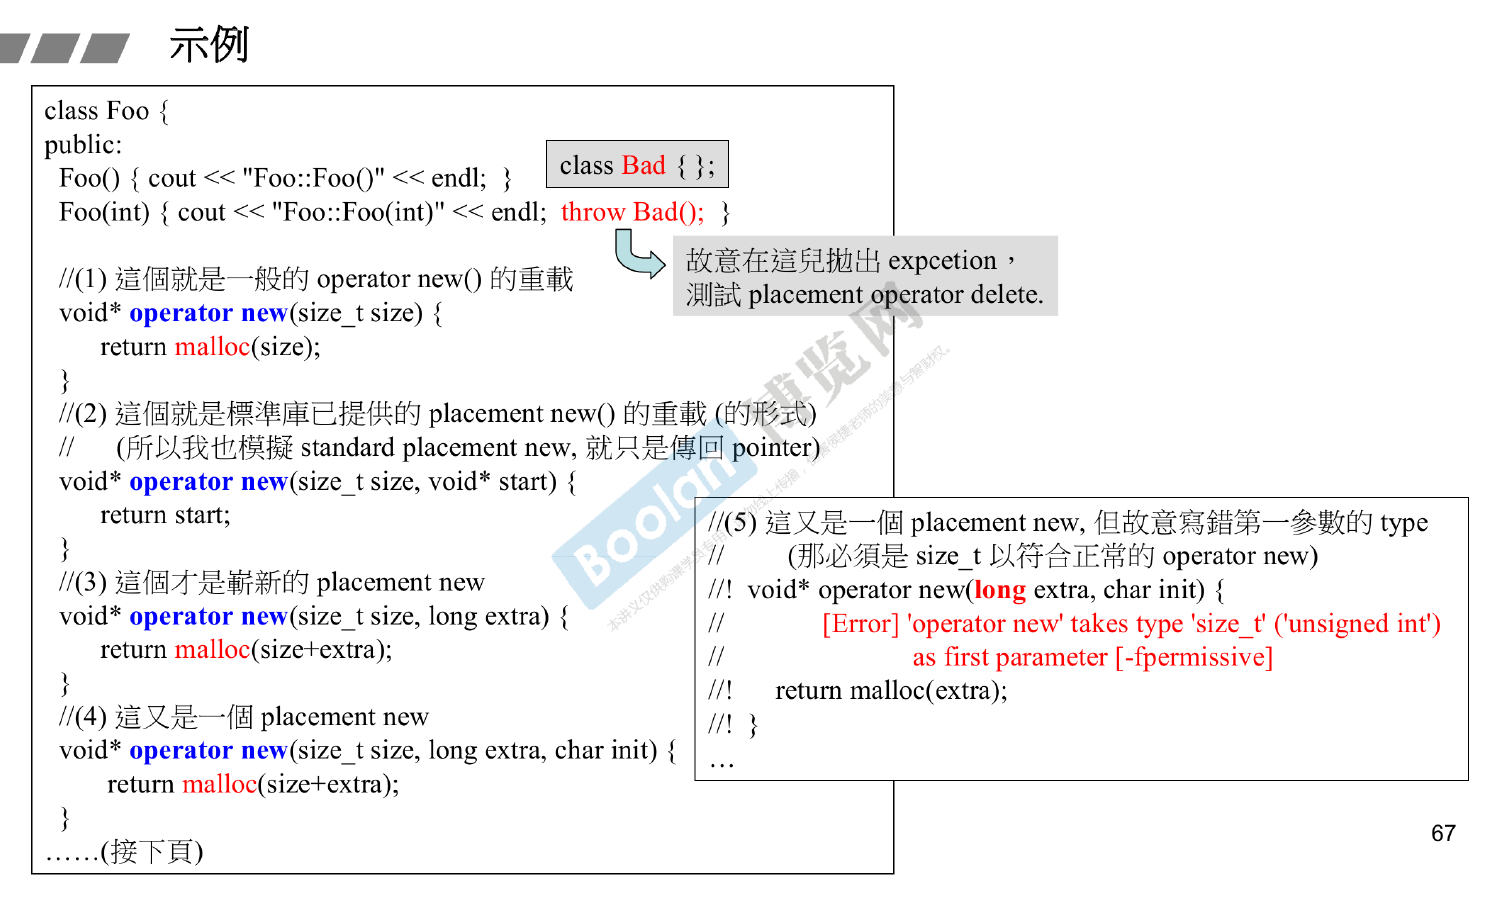 示例
class Foo {
public:
Foo() { cout << "Foo::Foo()" << endl; }
class Bad { };
Foo(int) { cout << "Foo::Foo(int)" << endl; throw Bad(); }
故意在這兒拋出 expcetion，
測試 placement operator delete.
//(1) 這個就是一般的 operator new() 的重載
void* operator new(size_t size) {
return malloc(size);
}
//(2) 這個就是標準庫已提供的 placement new() 的重載 (的形式)
// (所以我也模擬 standard placement new, 就只是傳回 pointer)
void* operator new(size_t size, void* start) {
return start;
}
//(3) 這個才是嶄新的 placement new
void* operator new(size_t size, long extra) {
return malloc(size+extra);
}
//(4) 這又是一個 placement new
void* operator new(size_t size, long extra, char init) {
return malloc(size+extra);
}
……(接下頁)
//(5) 這又是一個 placement new, 但故意寫錯第一參數的 type
// (那必須是 size_t 以符合正常的 operator new)
//! void* operator new(long extra, char init) {
// [Error] 'operator new' takes type 'size_t' ('unsigned int')
// as first parameter [-fpermissive]
//! return malloc(extra);
//! }
…
Boolan
博览网
67